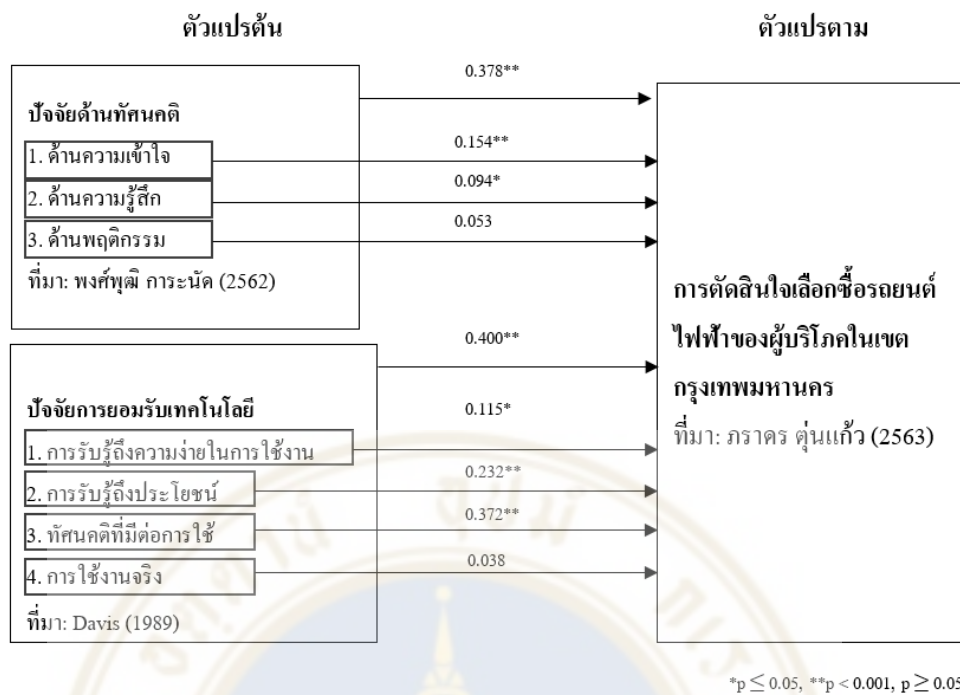 ตัวแปรต้น
ตัวแปรตาม
0.378**
ปัจจัยด้านทัศนคติ
1. ด้านความเข้าใจ
0.154**
2. ด้านความรู้สึก
0.094*
3. ด้านพฤติกรรม
0.053
ที่มา: พงศ์พุฒิ การะนัด (2562)
0.400**
ปัจจัยการยอมรับเทคโนโลยี
0.115*
1. การรับรู้ถึงความง่ายในการใช้งาน
0.232**
2. การรับรู้ถึงประโยชน์
0.372**
3. ทัศนคติที่มีต่อการใช้
0.038
4. การใช้งานจริง
ที่มา: Davis (1989)
การตัดสินใจเลือกซื้อรถยนต์
ไฟฟ้าของผู้บริโภคในเขต
กรุงเทพมหานคร
ที่มา: ภราคร ตุ่นแก้ว (2563)
*p ≤ 0.05, **p < 0.001, p ≥ 0.05